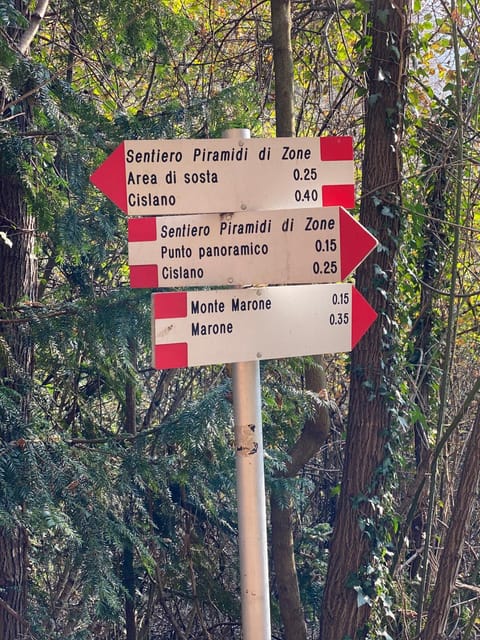 Sentiero Piramidi di Zone
Area di sosta 0.25
Cislano 0.40
Sentiero Piramidi di Zone
Punto panoramico 0.15
Cislano 0.25
Monte Marone 0.15
Marone 0.35